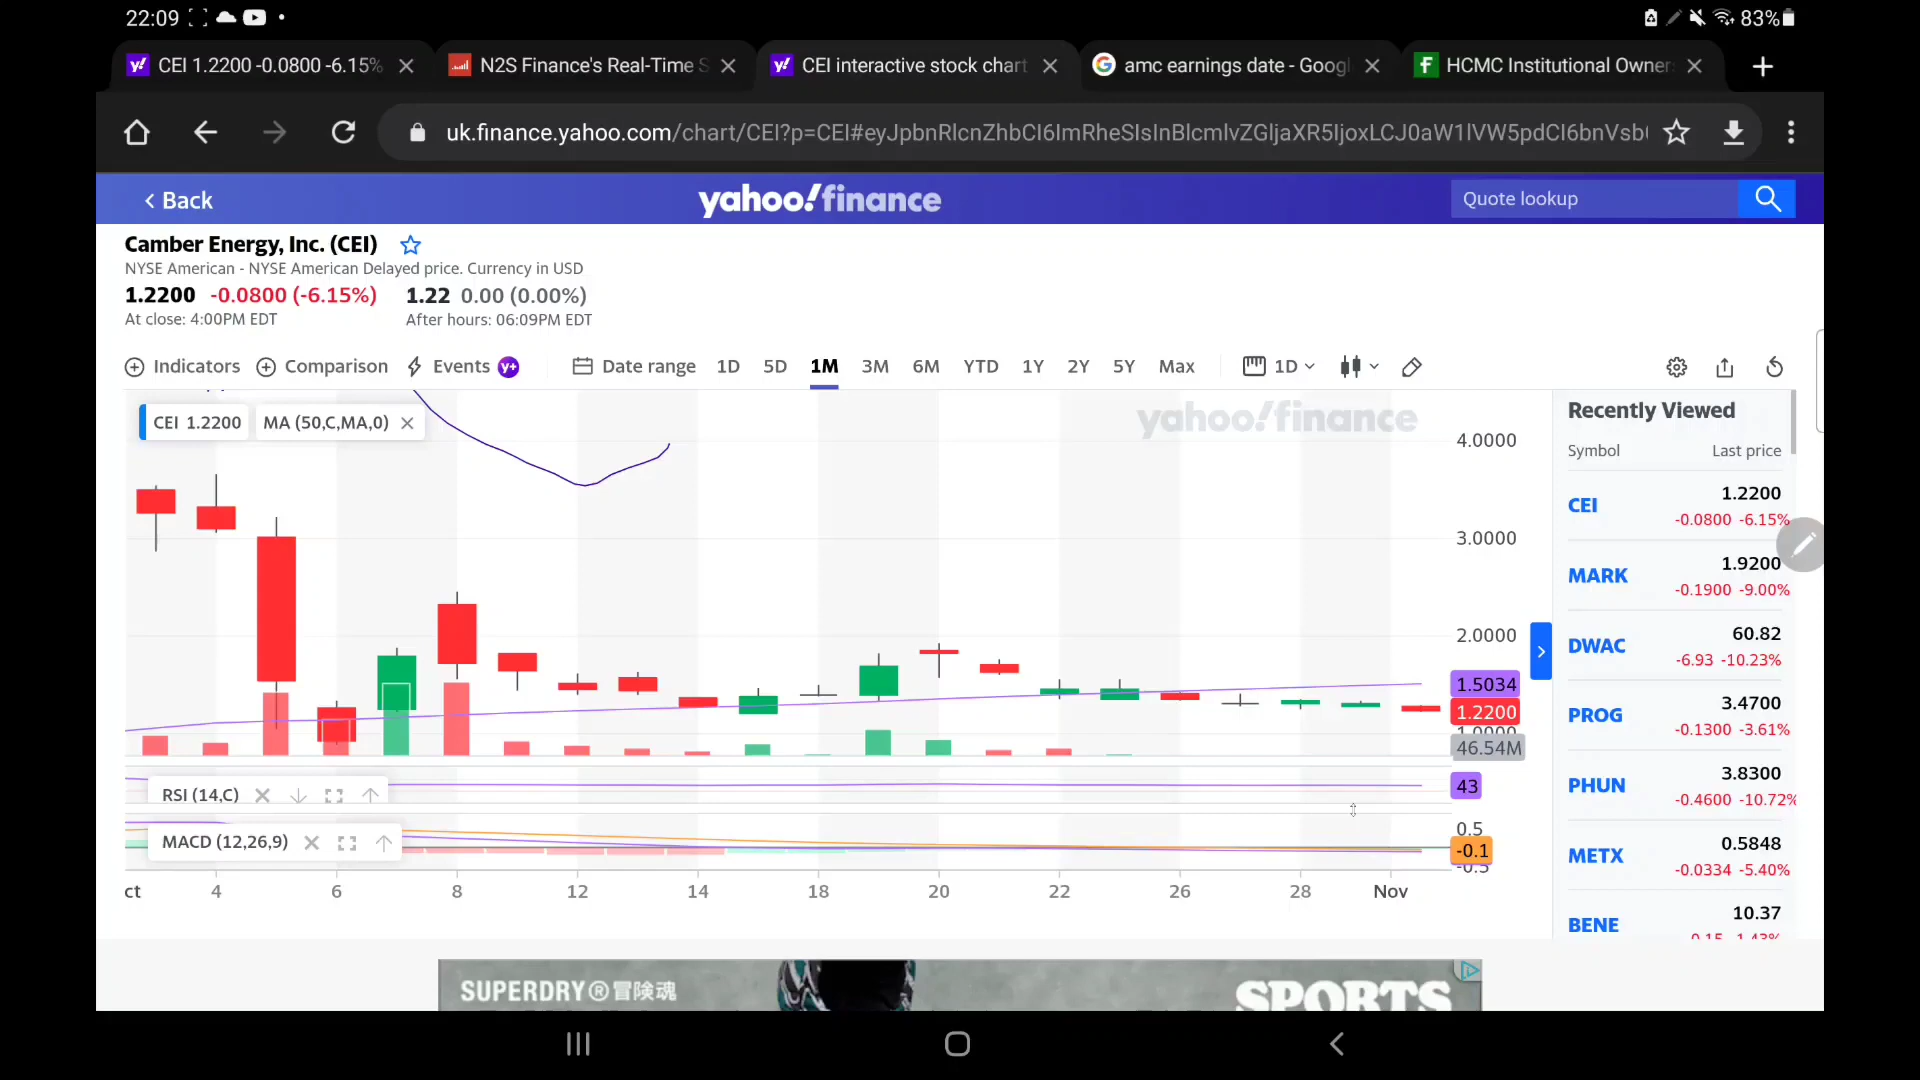 22:09
83%
CEI 1.2200 -0.0800 -6.15%
N2S Finance's Real-Time S
CEI interactive stock chart
amc earnings date - Googl
HCMC Institutional Owner
uk.finance.yahoo.com/chart/CEI?p=CEI#eyJpbnRlcnZhbCI6ImRheSIsInBlcmlvZGljaXR5IjoxLCJ0aW1lVW5pdCI6bnVsb
Back
yahoo!finance
Quote lookup
Camber Energy, Inc. (CEI)
NYSE American - NYSE American Delayed price. Currency in USD
1.2200 -0.0800 (-6.15%) 1.22 0.00 (0.00%)
At close: 4:00PM EDT After hours: 06:09PM EDT
Indicators Comparison Events y+ Date range 1D 5D 1M 3M 6M YTD 1Y 2Y 5Y Max 1D
CEI 1.2200 MA (50,C,MA,0)
yahoo!finance
4.0000
3.0000
2.0000
1.5034
1.2200
1.0000
46.54M
RSI (14,C)
43
MACD (12,26,9)
0.5
-0.1
-0.5
ct 4 6 8 12 14 18 20 22 26 28 Nov
Recently Viewed
Symbol Last price
CEI 1.2200
-0.0800 -6.15%
MARK 1.9200
-0.1900 -9.00%
DWAC 60.82
-6.93 -10.23%
PROG 3.4700
-0.1300 -3.61%
PHUN 3.8300
-0.4600 -10.72%
METX 0.5848
-0.0334 -5.40%
BENE 10.37
SUPERDRY®冒険魂
SPORTS